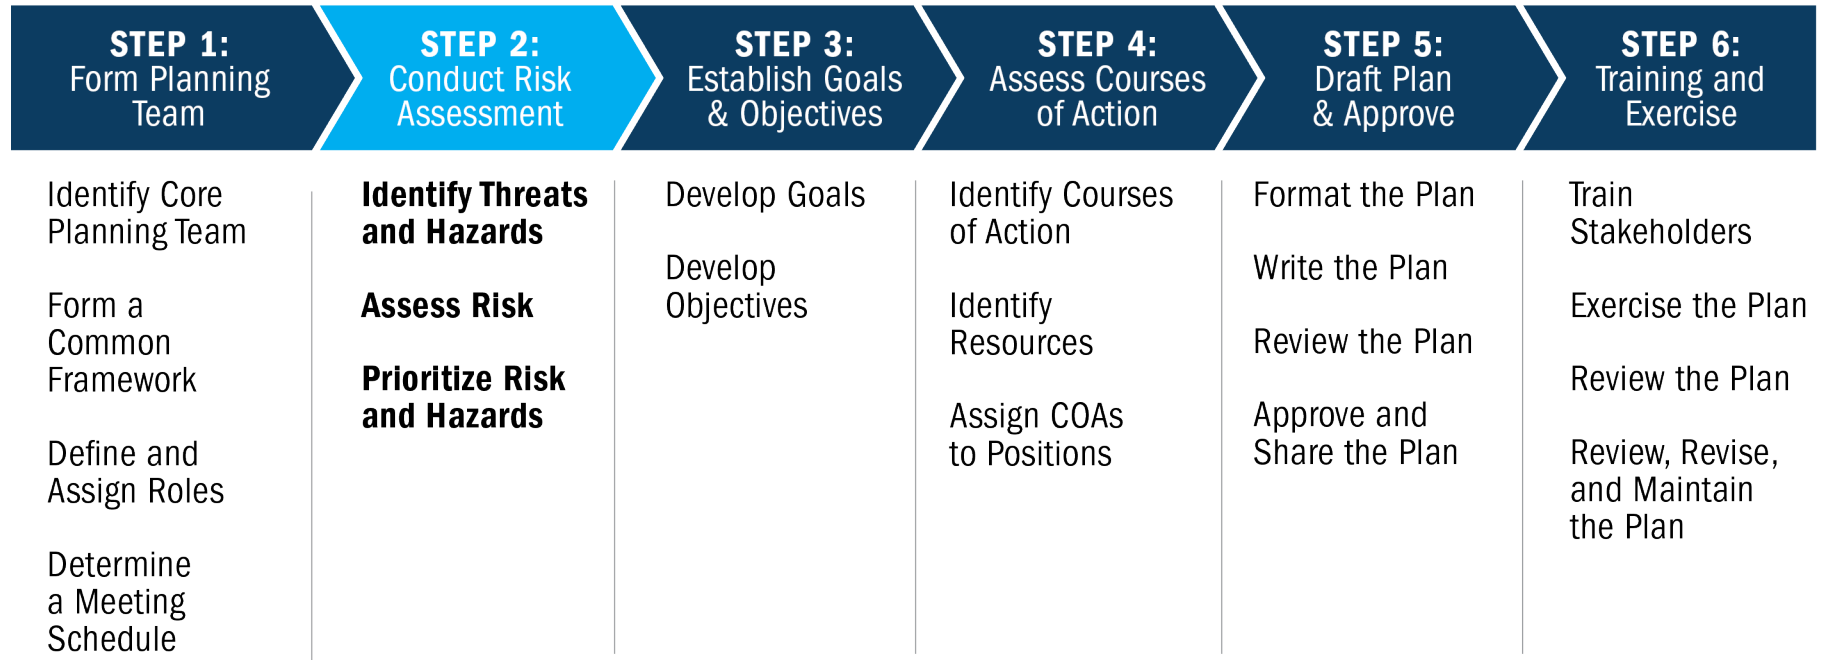 STEP 1:
Form Planning
Team
STEP 2:
Conduct Risk
Assessment
STEP 3:
Establish Goals
& Objectives
STEP 4:
Assess Courses
of Action
STEP 5:
Draft Plan
& Approve
STEP 6:
Training and
Exercise
Identify Core
Planning Team
Form a
Common
Framework
Define and
Assign Roles
Determine
a Meeting
Schedule
Identify Threats
and Hazards
Assess Risk
Prioritize Risk
and Hazards
Develop Goals
Develop
Objectives
Identify Courses
of Action
Identify
Resources
Assign COAs
to Positions
Format the Plan
Write the Plan
Review the Plan
Approve and
Share the Plan
Train
Stakeholders
Exercise the Plan
Review the Plan
Review, Revise,
and Maintain
the Plan